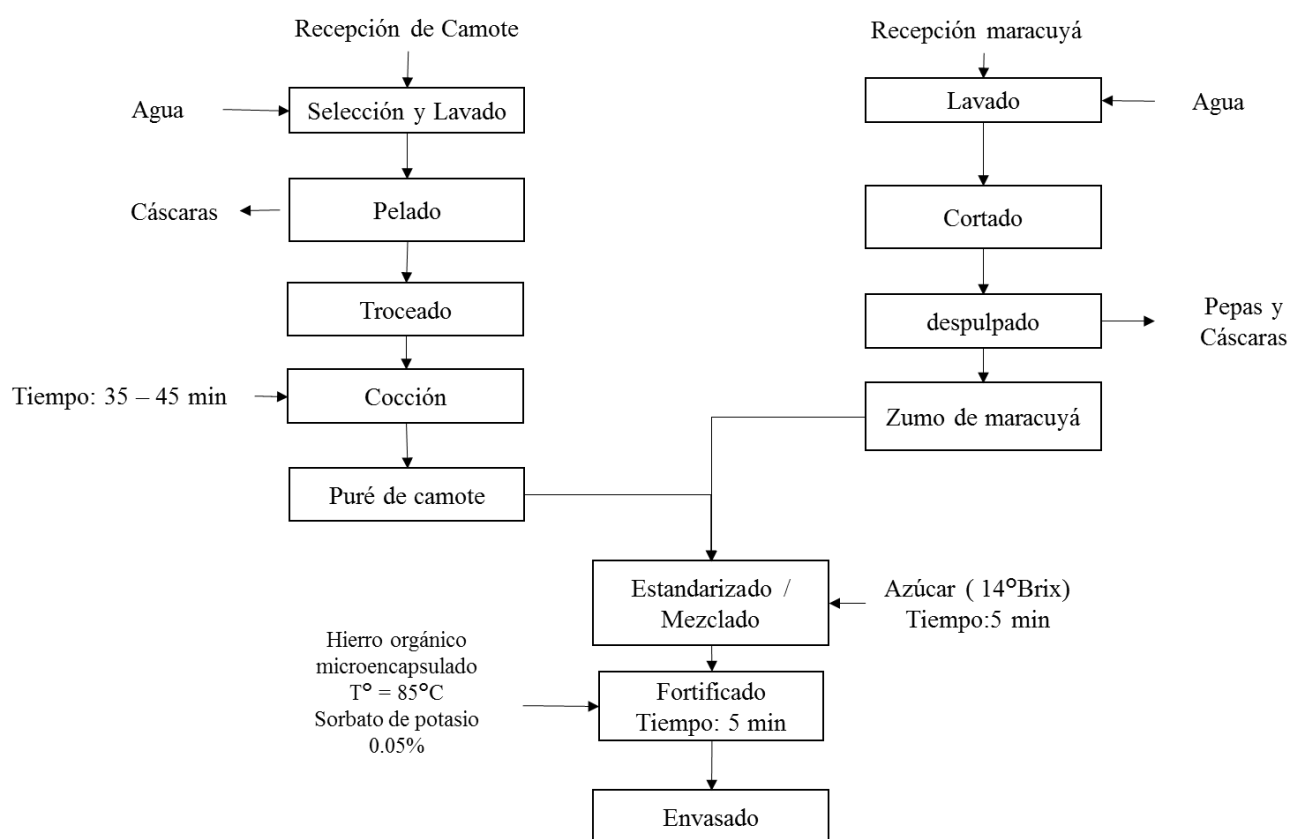 Recepción de Camote
Agua
Selección y Lavado
Cáscaras
Pelado
Troceado
Tiempo: 35 – 45 min
Cocción
Puré de camote
Recepción maracuyá
Lavado
Agua
Cortado
despulpado
Pepas y
Cáscaras
Zumo de maracuyá
Estandarizado /
Mezclado
Azúcar ( 14°Brix)
Tiempo:5 min
Hierro orgánico
microencapsulado
T° = 85°C
Sorbato de potasio
0.05%
Fortificado
Tiempo: 5 min
Envasado